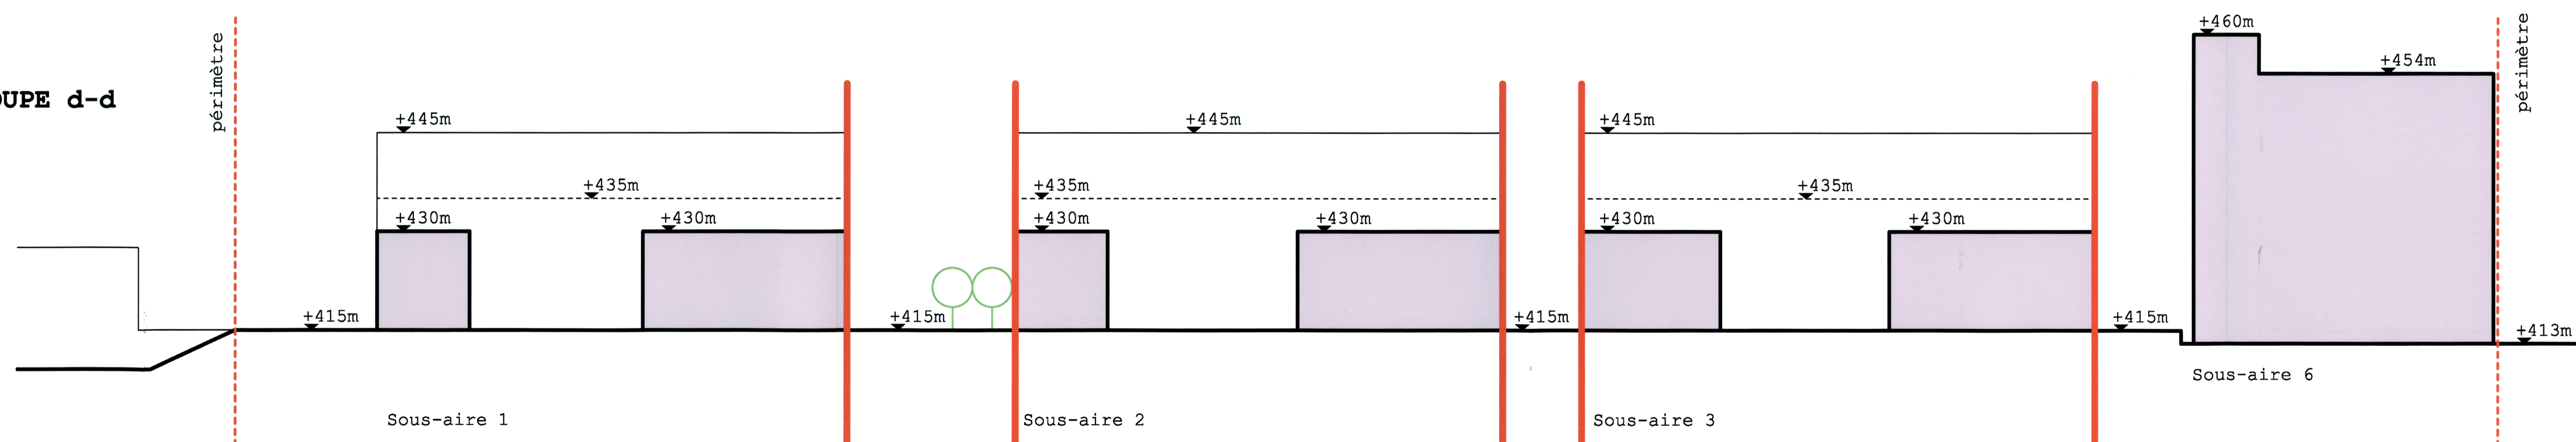 OUPE d-d
périmètre
+415m
+445m
+435m
+430m
+430m
Sous-aire 1
+415m
+445m
+435m
+430m
+430m
Sous-aire 2
+415m
+445m
+435m
+430m
+430m
Sous-aire 3
+415m
+460m
+454m
Sous-aire 6
périmètre
+413m